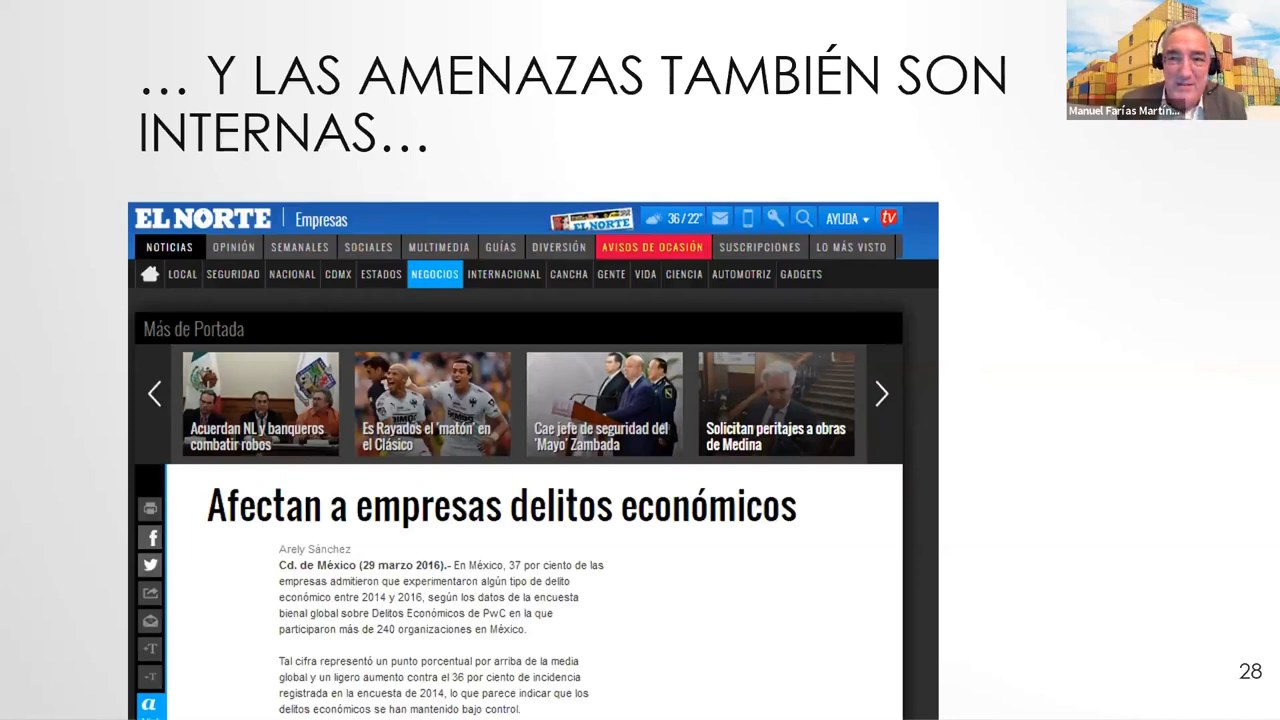 ... Y LAS AMENAZAS TAMBIÉN SON
INTERNAS...
Manuel Farías Martín...
EL NORTE
Empresas
EL NORTE
36 / 22°
AYUDA
tv
NOTICIAS
OPINIÓN
SEMANALES
SOCIALES
MULTIMEDIA
GUÍAS
DIVERSIÓN
AVISOS DE OCASIÓN
SUSCRIPCIONES
LO MÁS VISTO
LOCAL
SEGURIDAD
NACIONAL
CDMX
ESTADOS
NEGOCIOS
INTERNACIONAL
CANCHA
GENTE
VIDA
CIENCIA
AUTOMOTRIZ
GADGETS
Más de Portada
Acuerdan NL y banqueros
combatir robos
Es Rayados el 'matón' en
el Clásico
Cae jefe de seguridad del
'Mayo' Zambada
Solicitan peritajes a obras
de Medina
Afectan a empresas delitos económicos
Arely Sánchez
Cd. de México (29 marzo 2016).- En México, 37 por ciento de las
empresas admitieron que experimentaron algún tipo de delito
económico entre 2014 y 2016, según los datos de la encuesta
bienal global sobre Delitos Económicos de PwC en la que
participaron más de 240 organizaciones en México.
Tal cifra representó un punto porcentual por arriba de la media
global y un ligero aumento contra el 36 por ciento de incidencia
registrada en la encuesta de 2014, lo que parece indicar que los
delitos económicos se han mantenido bajo control.
+T
-T
a
28